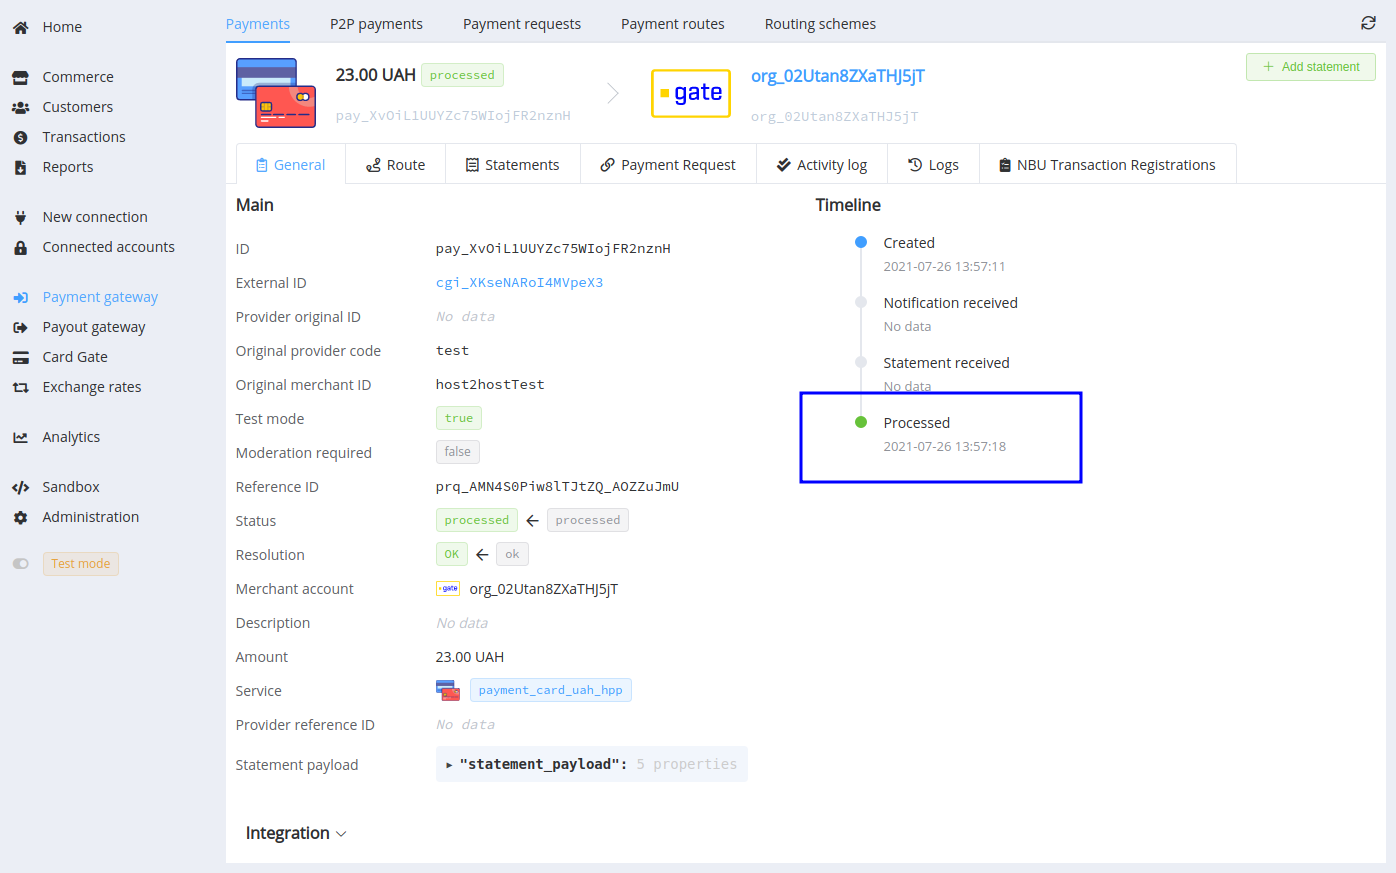 Home
Commerce
Customers
Transactions
Reports
New connection
Connected accounts
Payment gateway
Payout gateway
Card Gate
Exchange rates
Analytics
Sandbox
Administration
Test mode
Payments P2P payments Payment requests Payment routes Routing schemes
23.00 UAH processed
pay_XvOiL1UUYZc75WIojFR2nznH
gate
org_02Utan8ZXaTHJ5jT
org_02Utan8ZXaTHJ5jT
+ Add statement
General Route Statements Payment Request Activity log Logs NBU Transaction Registrations
Main
ID pay_XvOiL1UUYZc75WIojFR2nznH
External ID cgi_XKseNARoI4MVpeX3
Provider original ID No data
Original provider code test
Original merchant ID host2hostTest
Test mode true
Moderation required false
Reference ID prq_AMN4S0Piw8lTJtZQ_AOZZuJmU
Status processed ← processed
Resolution OK ← ok
Merchant account gate org_02Utan8ZXaTHJ5jT
Description No data
Amount 23.00 UAH
Service payment_card_uah_hpp
Provider reference ID No data
Statement payload ▸ "statement_payload": 5 properties
Integration
Timeline
Created
2021-07-26 13:57:11
Notification received
No data
Statement received
No data
Processed
2021-07-26 13:57:18